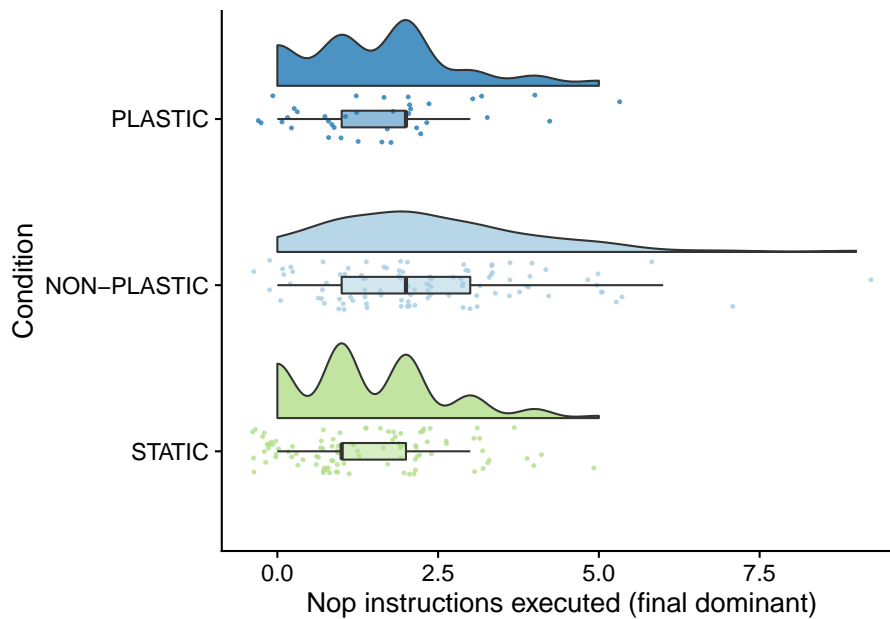 Condition
PLASTIC
NON−PLASTIC
STATIC
0.0 2.5 5.0 7.5
Nop instructions executed (final dominant)